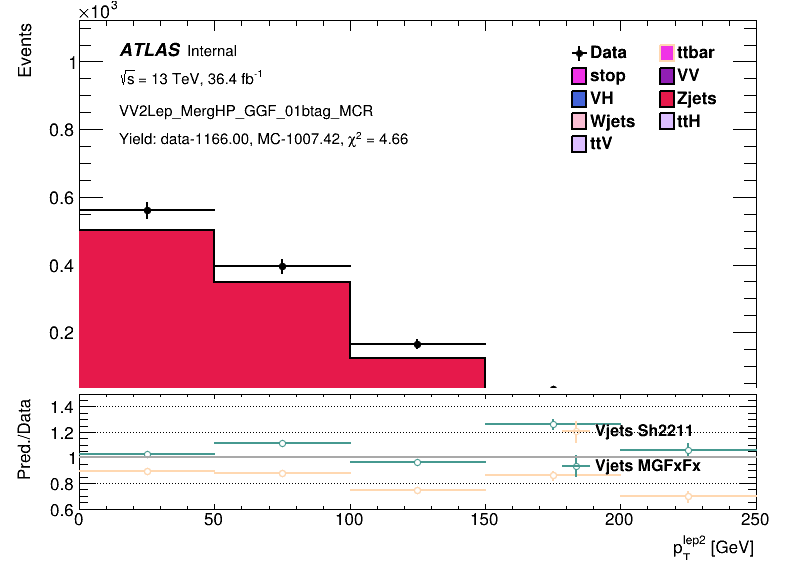 ×10³
Events
1
0.8
0.6
0.4
0.2
ATLAS Internal
√s = 13 TeV, 36.4 fb⁻¹
VV2Lep_MergHP_GGF_01btag_MCR
Yield: data-1166.00, MC-1007.42, χ² = 4.66
Data
ttbar
stop
VV
VH
Zjets
Wjets
ttH
ttV
Pred./Data
1.4
1.2
1
0.8
0.6
Vjets Sh2211
Vjets MGFxFx
0 50 100 150 200 250
p_T^lep2 [GeV]